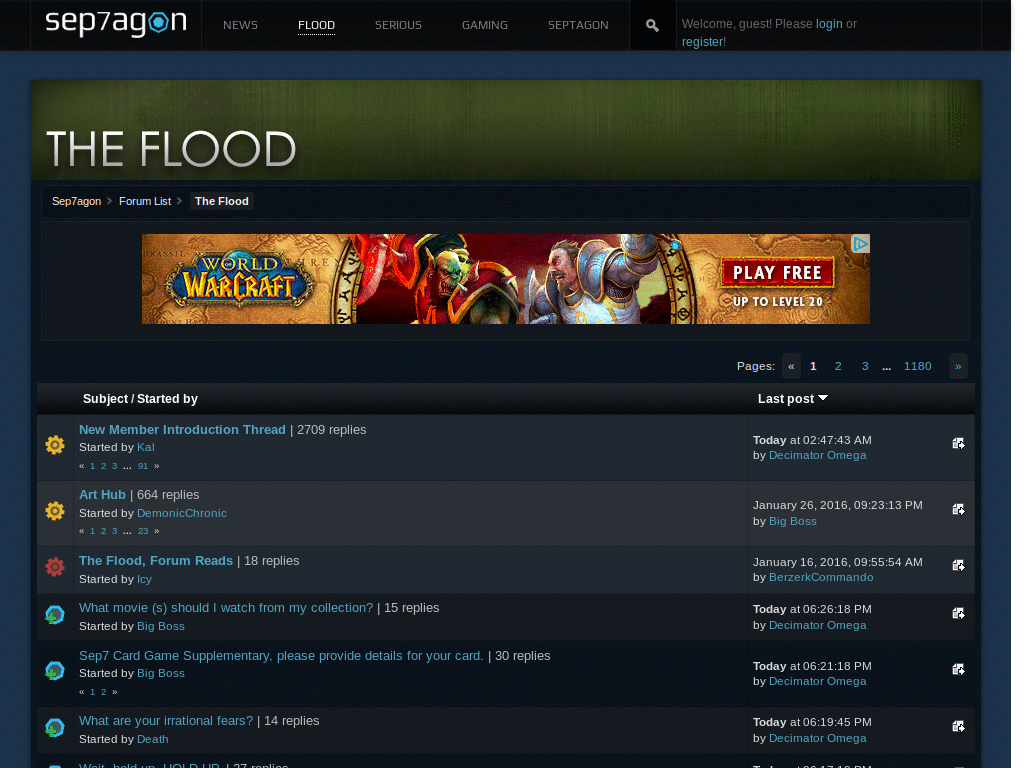 sep7agon NEWS FLOOD SERIOUS GAMING SEPTAGON Welcome, guest! Please login or
register!
THE FLOOD
Sep7agon Forum List The Flood
WORLD OF WARCRAFT
PLAY FREE
UP TO LEVEL 20
Pages: « 1 2 3 ... 1180 »
Subject / Started by Last post
New Member Introduction Thread | 2709 replies
Started by Kal
« 1 2 3 ... 91 »
Today at 02:47:43 AM
by Decimator Omega
Art Hub | 664 replies
Started by DemonicChronic
« 1 2 3 ... 23 »
January 26, 2016, 09:23:13 PM
by Big Boss
The Flood, Forum Reads | 18 replies
Started by Icy
January 16, 2016, 09:55:54 AM
by BerzerkCommando
What movie (s) should I watch from my collection? | 15 replies
Started by Big Boss
Today at 06:26:18 PM
by Decimator Omega
Sep7 Card Game Supplementary, please provide details for your card. | 30 replies
Started by Big Boss
« 1 2 »
Today at 06:21:18 PM
by Decimator Omega
What are your irrational fears? | 14 replies
Started by Death
Today at 06:19:45 PM
by Decimator Omega